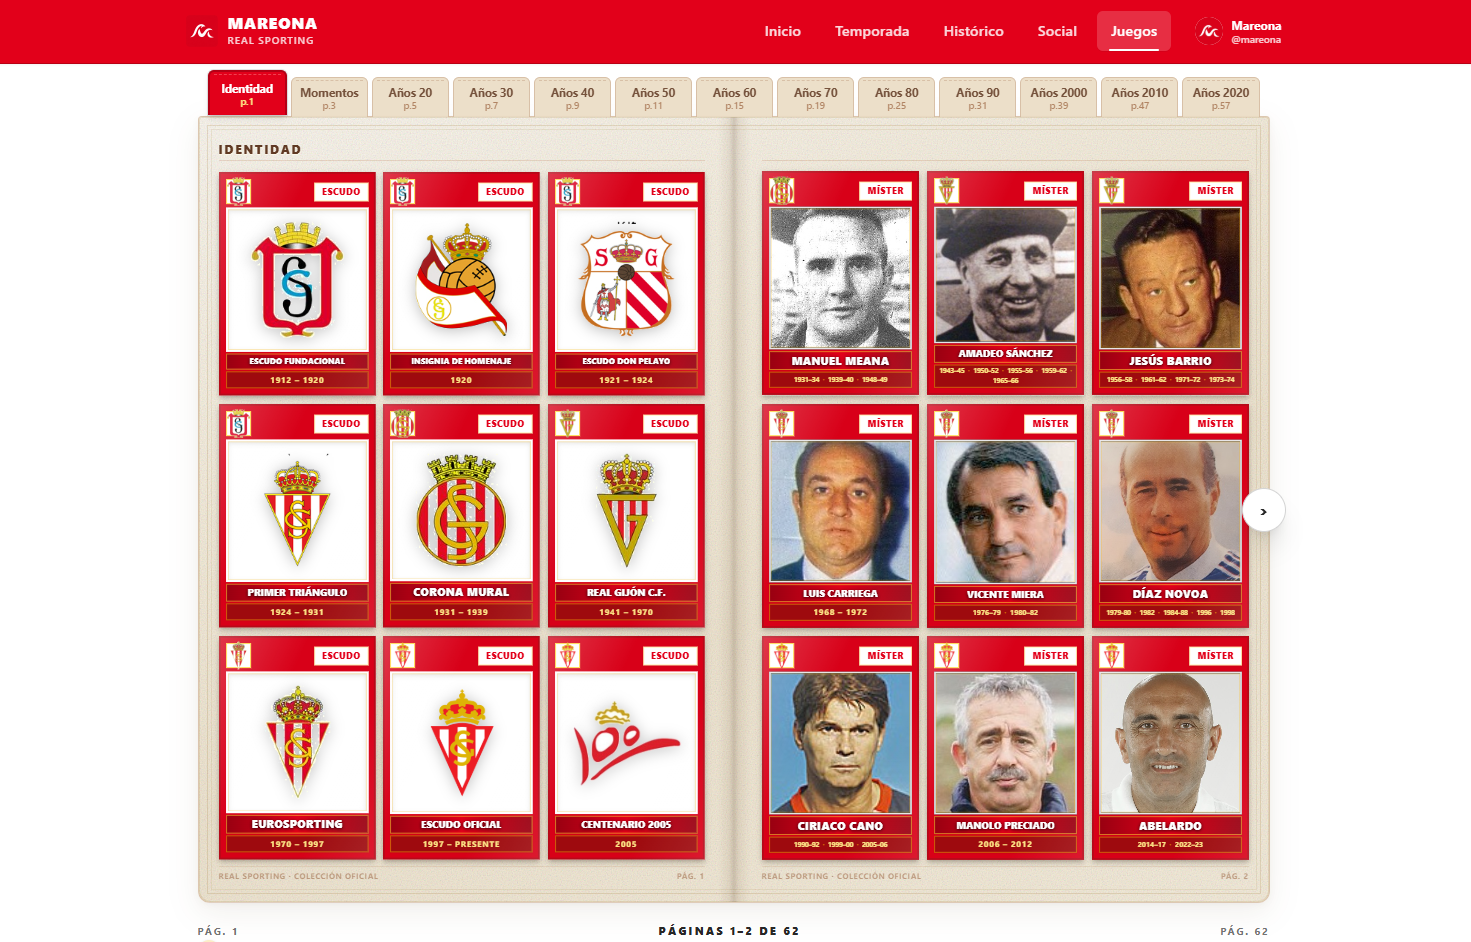 MAREONA
REAL SPORTING
Inicio
Temporada
Histórico
Social
Juegos
Mareona
@mareona
Identidad
p.1
Momentos
p.3
Años 20
p.5
Años 30
p.7
Años 40
p.9
Años 50
p.11
Años 60
p.15
Años 70
p.19
Años 80
p.25
Años 90
p.31
Años 2000
p.39
Años 2010
p.47
Años 2020
p.57
IDENTIDAD
ESCUDO
ESCUDO FUNDACIONAL
1912 – 1920
ESCUDO
INSIGNIA DE HOMENAJE
1920
ESCUDO
S G
ESCUDO DON PELAYO
1921 – 1924
ESCUDO
PRIMER TRIÁNGULO
1924 – 1931
ESCUDO
CORONA MURAL
1931 – 1939
ESCUDO
REAL GIJÓN C.F.
1941 – 1970
ESCUDO
EUROSPORTING
1970 – 1997
ESCUDO
ESCUDO OFICIAL
1997 – PRESENTE
ESCUDO
100
CENTENARIO 2005
2005
REAL SPORTING · COLECCIÓN OFICIAL
PÁG. 1
MÍSTER
MANUEL MEANA
1931–34 · 1939–40 · 1948–49
MÍSTER
AMADEO SÁNCHEZ
1943–45 · 1950–52 · 1955–56 · 1959–62 ·
1965–66
MÍSTER
JESÚS BARRIO
1956–58 · 1961–62 · 1971–72 · 1973–74
MÍSTER
LUIS CARRIEGA
1968 – 1972
MÍSTER
VICENTE MIERA
1976–79 · 1980–82
MÍSTER
DÍAZ NOVOA
1979-80 · 1982 · 1984-88 · 1996 · 1998
MÍSTER
CIRIACO CANO
1990–92 · 1999–00 · 2005–06
MÍSTER
MANOLO PRECIADO
2006 – 2012
MÍSTER
ABELARDO
2014–17 · 2022–23
REAL SPORTING · COLECCIÓN OFICIAL
PÁG. 2
PÁG. 1
PÁGINAS 1–2 DE 62
PÁG. 62